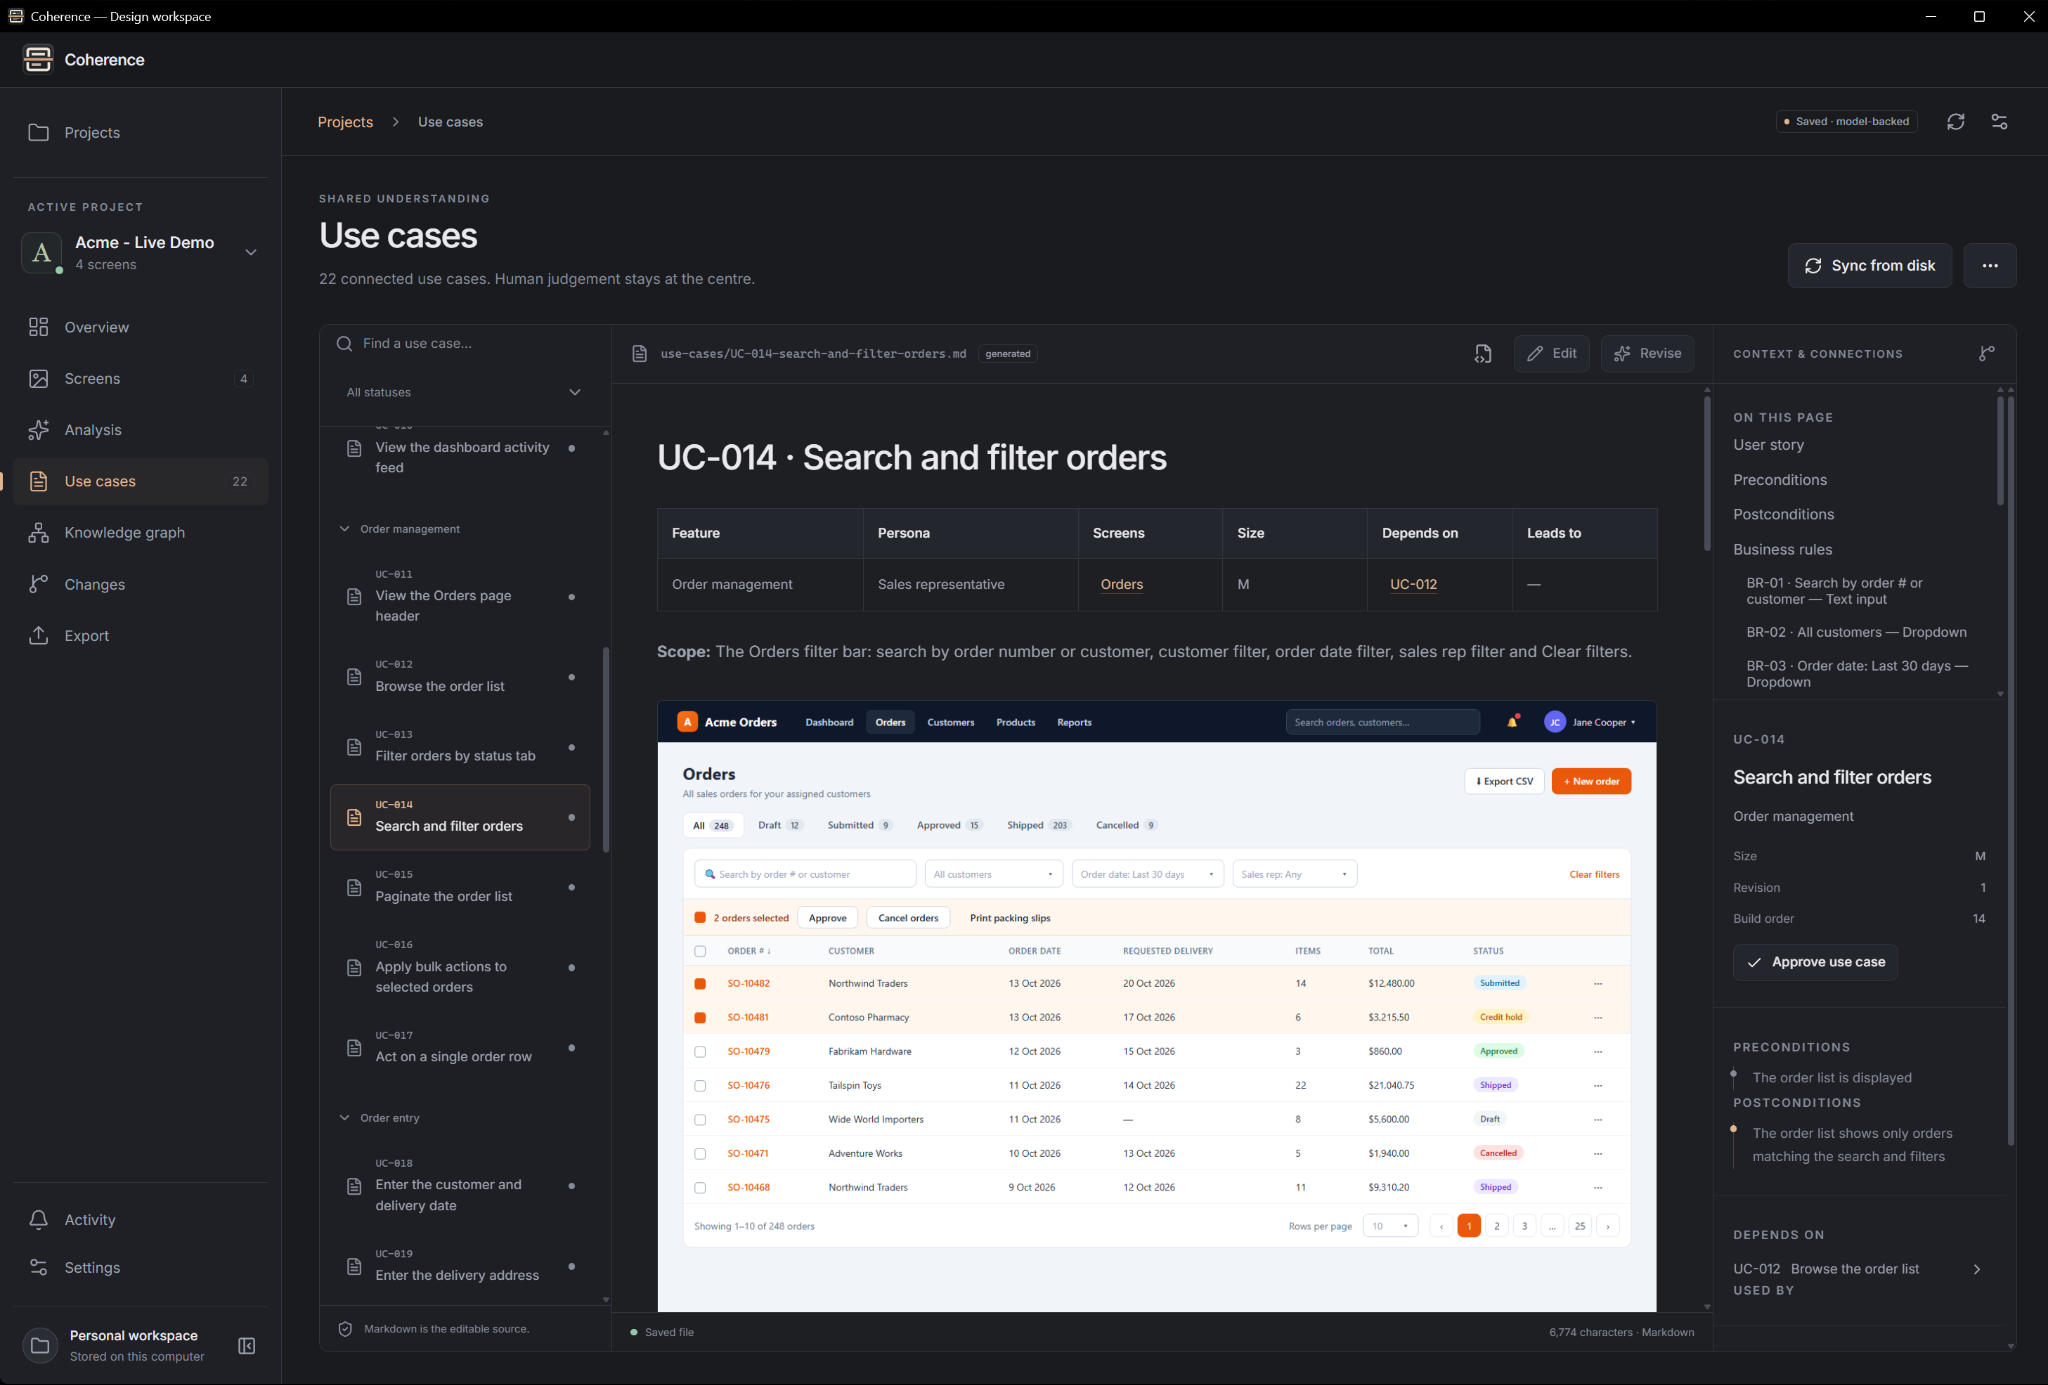 Coherence — Design workspace
Coherence
Projects
ACTIVE PROJECT
A
Acme - Live Demo
4 screens
Overview
Screens 4
Analysis
Use cases 22
Knowledge graph
Changes
Export
Activity
Settings
Personal workspace
Stored on this computer
Projects > Use cases
Saved · model-backed
SHARED UNDERSTANDING
Use cases
22 connected use cases. Human judgement stays at the centre.
Sync from disk
Find a use case...
All statuses
View the dashboard activity
feed
Order management
UC-011
View the Orders page
header
UC-012
Browse the order list
UC-013
Filter orders by status tab
UC-014
Search and filter orders
UC-015
Paginate the order list
UC-016
Apply bulk actions to
selected orders
UC-017
Act on a single order row
Order entry
UC-018
Enter the customer and
delivery date
UC-019
Enter the delivery address
Markdown is the editable source.
use-cases/UC-014-search-and-filter-orders.md generated
Edit
Revise
UC-014 · Search and filter orders
Feature Persona Screens Size Depends on Leads to
Order management Sales representative Orders M UC-012 —
Scope: The Orders filter bar: search by order number or customer, customer filter, order date filter, sales rep filter and Clear filters.
A Acme Orders Dashboard Orders Customers Products Reports Search orders, customers... JC Jane Cooper
Orders
All sales orders for your assigned customers
Export CSV
+ New order
All 248 Draft 12 Submitted 9 Approved 15 Shipped 203 Cancelled 9
Search by order # or customer All customers Order date: Last 30 days Sales rep: Any Clear filters
2 orders selected Approve Cancel orders Print packing slips
ORDER # ↓ CUSTOMER ORDER DATE REQUESTED DELIVERY ITEMS TOTAL STATUS
SO-10482 Northwind Traders 13 Oct 2026 20 Oct 2026 14 $12,480.00 Submitted ...
SO-10481 Contoso Pharmacy 13 Oct 2026 17 Oct 2026 6 $3,215.50 Credit hold ...
SO-10479 Fabrikam Hardware 12 Oct 2026 15 Oct 2026 3 $860.00 Approved ...
SO-10476 Tailspin Toys 11 Oct 2026 14 Oct 2026 22 $21,040.75 Shipped ...
SO-10475 Wide World Importers 11 Oct 2026 — 8 $5,600.00 Draft ...
SO-10471 Adventure Works 10 Oct 2026 13 Oct 2026 5 $1,940.00 Cancelled ...
SO-10468 Northwind Traders 9 Oct 2026 12 Oct 2026 11 $9,310.20 Shipped ...
Showing 1–10 of 248 orders Rows per page 10 ‹ 1 2 3 ... 25 ›
Saved file
6,774 characters · Markdown
CONTEXT & CONNECTIONS
ON THIS PAGE
User story
Preconditions
Postconditions
Business rules
BR-01 · Search by order # or
customer — Text input
BR-02 · All customers — Dropdown
BR-03 · Order date: Last 30 days —
Dropdown
UC-014
Search and filter orders
Order management
Size M
Revision 1
Build order 14
Approve use case
PRECONDITIONS
The order list is displayed
POSTCONDITIONS
The order list shows only orders
matching the search and filters
DEPENDS ON
UC-012 Browse the order list
USED BY